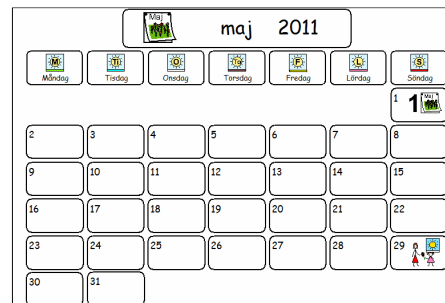 Maj maj 2011
M Ti O To F L S
Måndag Tisdag Onsdag Torsdag Fredag Lördag Söndag
1 1 Maj
2 3 4 5 6 7 8
9 10 11 12 13 14 15
16 17 18 19 20 21 22
23 24 25 26 27 28 29
30 31